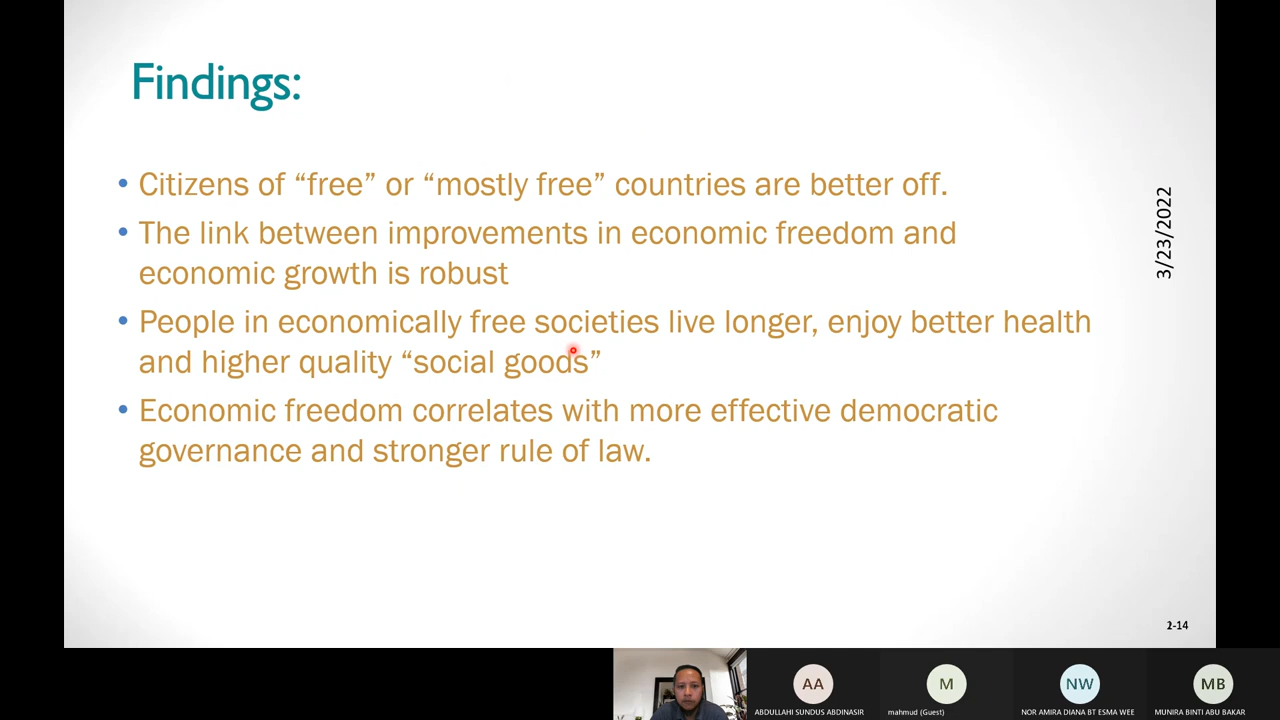 Findings:
• Citizens of “free” or “mostly free” countries are better off.
• The link between improvements in economic freedom and
economic growth is robust
• People in economically free societies live longer, enjoy better health
and higher quality “social goods”
• Economic freedom correlates with more effective democratic
governance and stronger rule of law.
3/23/2022
2-14
AA
ABDULLAHI SUNDUS ABDINASIR
M
mahmud (Guest)
NW
NOR AMIRA DIANA BT ESMA WEE
MB
MUNIRA BINTI ABU BAKAR